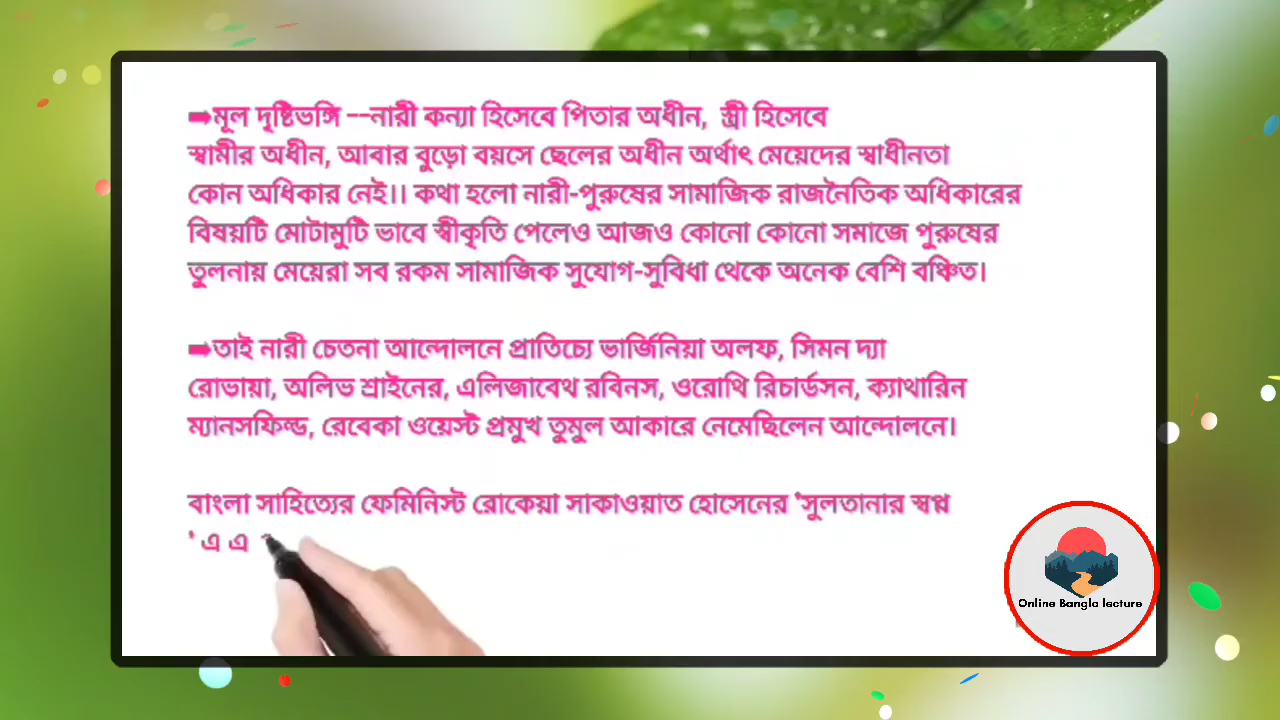 ➡মূল দৃষ্টিভঙ্গি --নারী কন্যা হিসেবে পিতার অধীন, স্ত্রী হিসেবে
স্বামীর অধীন, আবার বুড়ো বয়সে ছেলের অধীন অর্থাৎ মেয়েদের স্বাধীনতা
কোন অধিকার নেই।। কথা হলো নারী-পুরুষের সামাজিক রাজনৈতিক অধিকারের
বিষয়টি মোটামুটি ভাবে স্বীকৃতি পেলেও আজও কোনো কোনো সমাজে পুরুষের
তুলনায় মেয়েরা সব রকম সামাজিক সুযোগ-সুবিধা থেকে অনেক বেশি বঞ্চিত।
➡তাই নারী চেতনা আন্দোলনে প্রাতিচ্যে ভার্জিনিয়া অলফ, সিমন দ্যা
রোভায়া, অলিভ শ্রাইনের, এলিজাবেথ রবিনস, ওরোথি রিচার্ডসন, ক্যাথারিন
ম্যানসফিল্ড, রেবেকা ওয়েস্ট প্রমুখ তুমুল আকারে নেমেছিলেন আন্দোলনে।
বাংলা সাহিত্যের ফেমিনিস্ট রোকেয়া সাকাওয়াত হোসেনের 'সুলতানার স্বপ্ন
' এ এ
Online Bangla lecture